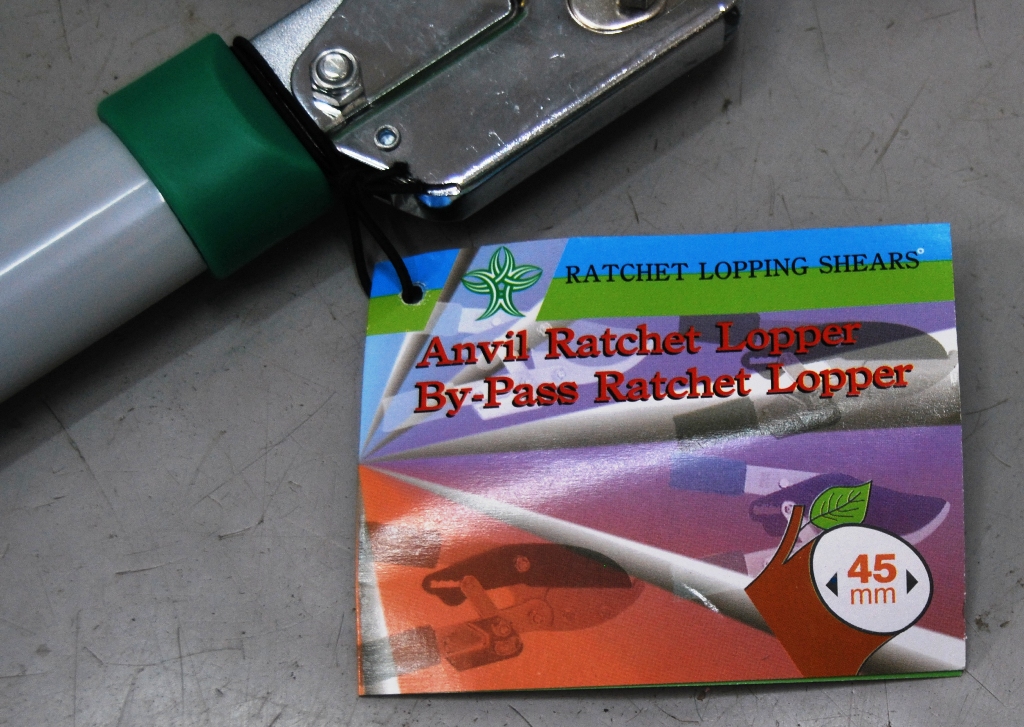 RATCHET LOPPING SHEARS
Anvil Ratchet Lopper
By-Pass Ratchet Lopper
45
mm